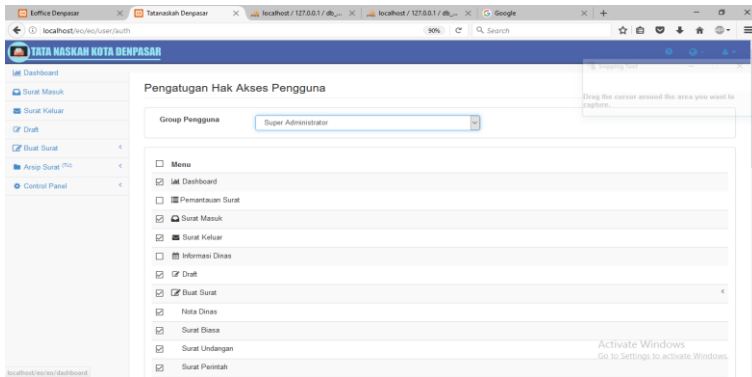 Eoffice Denpasar
Tatanaskah Denpasar
localhost / 127.0.0.1 / db_...
localhost / 127.0.0.1 / db_...
Google
localhost/eo/eo/user/auth
90%
Search
TATA NASKAH KOTA DENPASAR
Dashboard
Surat Masuk
Surat Keluar
Draft
Buat Surat
Arsip Surat
Control Panel
Snipping Tool
Drag the cursor around the area you want to
capture.
Pengatugan Hak Akses Pengguna
Group Pengguna
Super Administrator
Menu
Dashboard
Pemantauan Surat
Surat Masuk
Surat Keluar
Informasi Dinas
Draft
Buat Surat
Nota Dinas
Surat Biasa
Surat Undangan
Surat Perintah
Activate Windows
Go to Settings to activate Windows.
localhost/eo/eo/dashboard